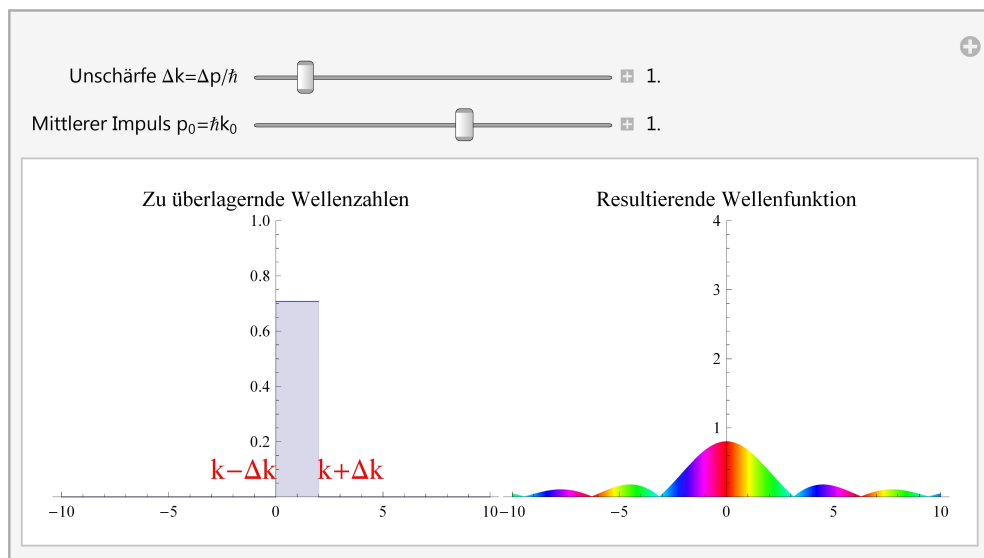 Unschärfe Δk=Δp/ℏ 1.
Mittlerer Impuls p₀=ℏk₀ 1.
Zu überlagernde Wellenzahlen
1.0
0.8
0.6
0.4
0.2
k−Δk k+Δk
−10 −5 0 5 10
Resultierende Wellenfunktion
4
3
2
1
−10 −5 0 5 10